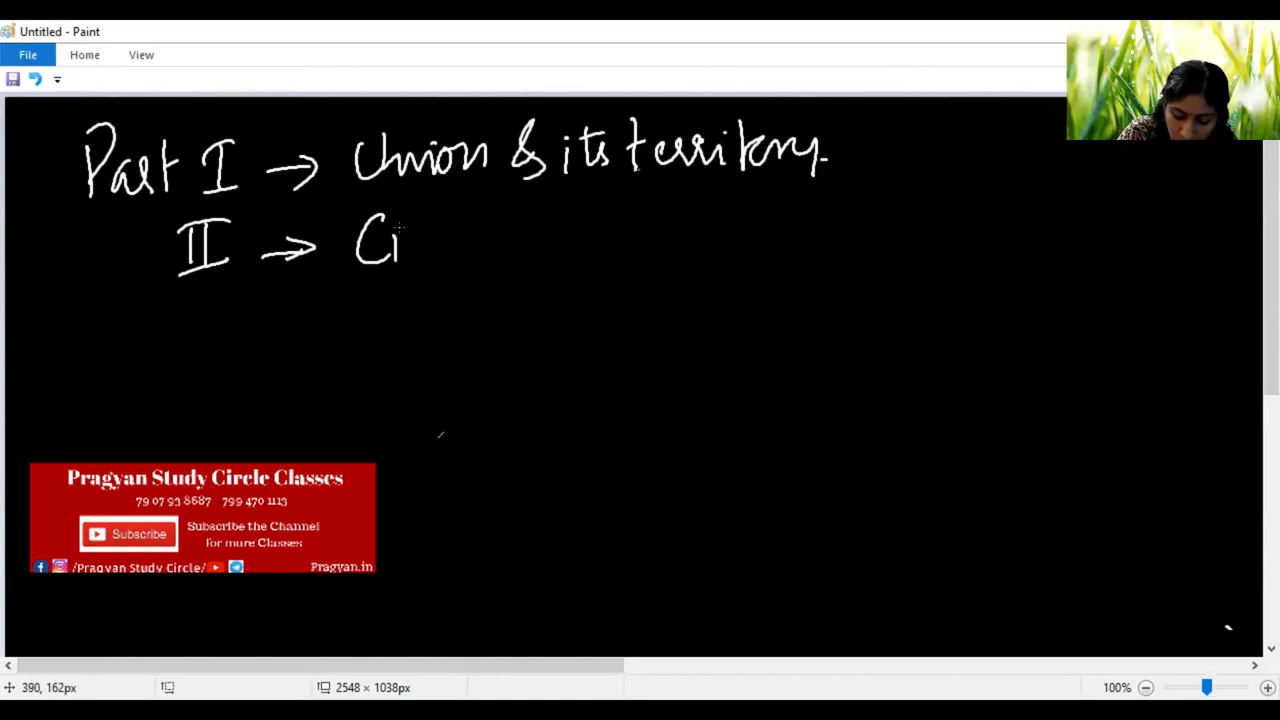 Untitled - Paint
File Home View
Part I → Union & its territory.
II → Ci
Pragyan Study Circle Classes
79 07 93 8687 799 470 1113
Subscribe
Subscribe the Channel
for more Classes
/Pragyan Study Circle/
Pragyan.in
390, 162px
2548 × 1038px
100%